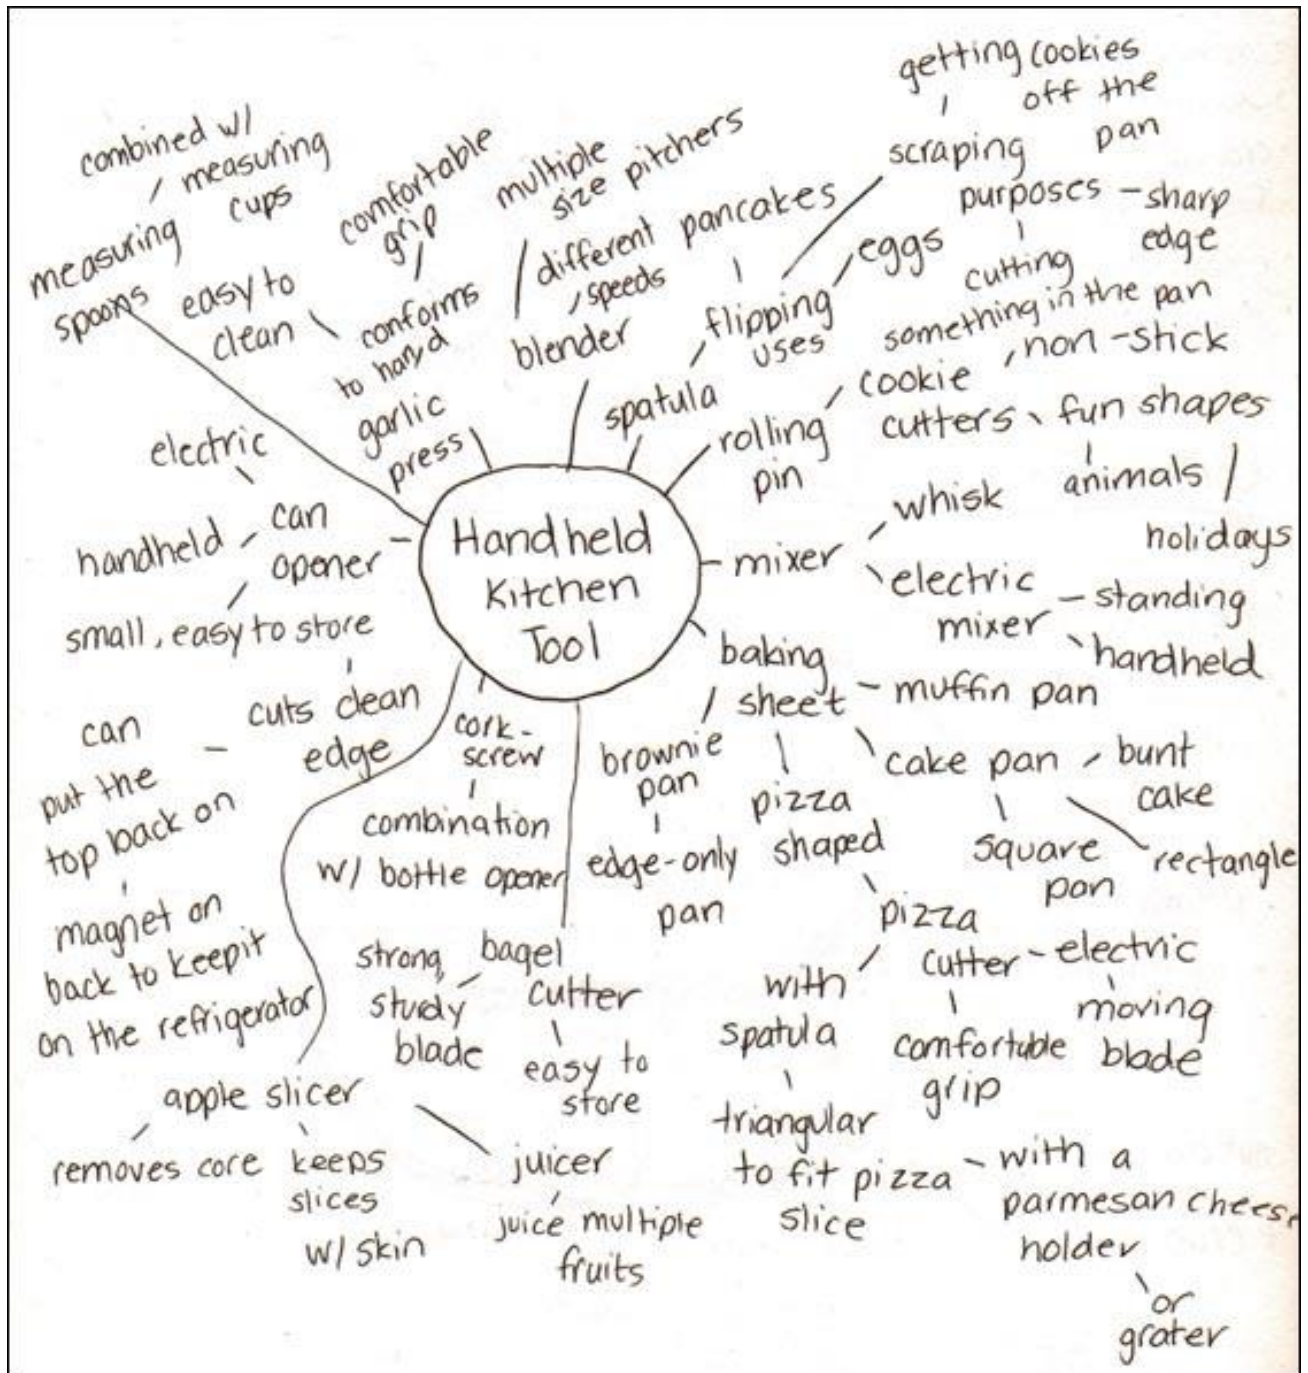 Handheld
Kitchen
Tool
measuring
spoons
combined w/
measuring
cups
garlic
press
conforms
to hand
comfortable
grip
easy to
clean
blender
multiple
size pitchers
different
speeds
spatula
flipping
uses
pancakes
eggs
scraping
purposes
getting cookies
off the
pan
sharp
edge
cutting
something in the pan
rolling
pin
cookie
cutters
non-stick
fun shapes
animals
holidays
mixer
whisk
electric
mixer
standing
handheld
baking
sheet
muffin pan
cake pan
bunt
cake
rectangle
square
pan
pizza
shaped
pizza
cutter
electric
moving
blade
comfortable
grip
with
spatula
triangular
to fit pizza
slice
with a
parmesan cheese
holder
or
grater
brownie
pan
edge-only
pan
bagel
cutter
strong,
study
blade
easy to
store
cork-
screw
combination
w/ bottle opener
apple slicer
removes core
keeps
slices
w/ skin
juicer
juice multiple
fruits
can
opener
electric
handheld
small, easy to store
cuts clean
edge
can
put the
top back on
magnet on
back to keep it
on the refrigerator